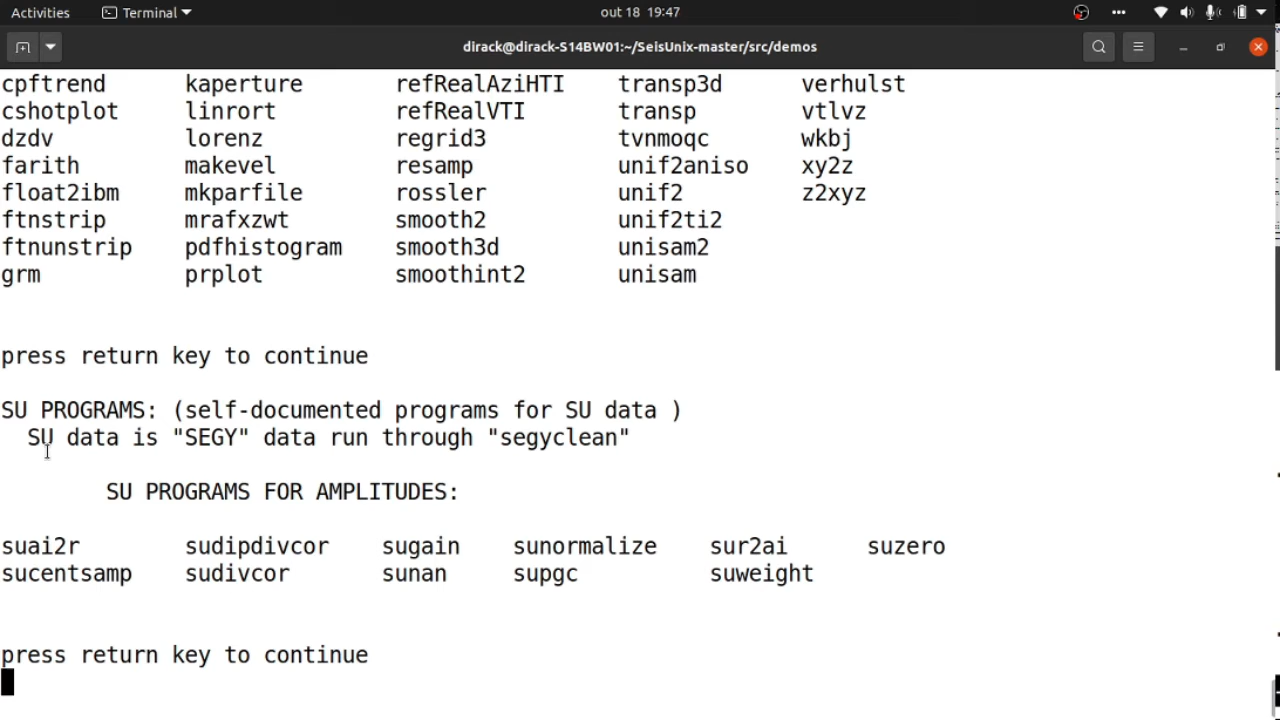 Activities Terminal out 18 19:47
dirack@dirack-S14BW01:~/SeisUnix-master/src/demos
cpftrend kaperture refRealAziHTI transp3d verhulst
cshotplot linrort refRealVTI transp vtlvz
dzdv lorenz regrid3 tvnmoqc wkbj
farith makevel resamp unif2aniso xy2z
float2ibm mkparfile rossler unif2 z2xyz
ftnstrip mrafxzwt smooth2 unif2ti2
ftnunstrip pdfhistogram smooth3d unisam2
grm prplot smoothint2 unisam
press return key to continue
SU PROGRAMS: (self-documented programs for SU data )
SU data is "SEGY" data run through "segyclean"
SU PROGRAMS FOR AMPLITUDES:
suai2r sudipdivcor sugain sunormalize sur2ai suzero
sucentsamp sudivcor sunan supgc suweight
press return key to continue